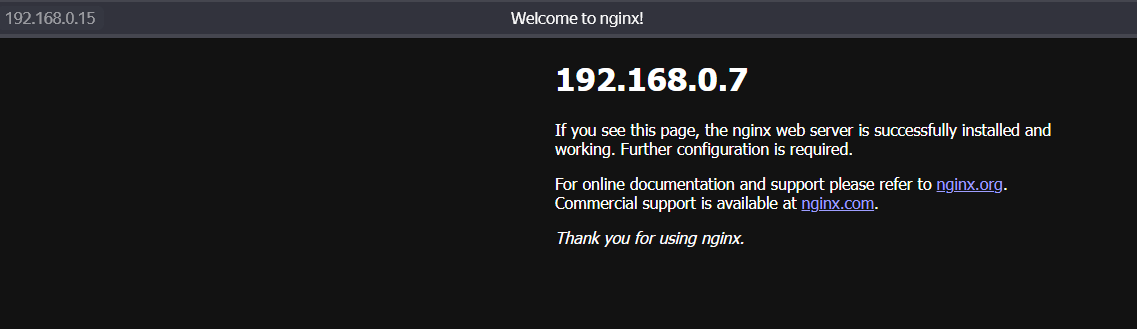 192.168.0.15
Welcome to nginx!
192.168.0.7
If you see this page, the nginx web server is successfully installed and
working. Further configuration is required.
For online documentation and support please refer to nginx.org.
Commercial support is available at nginx.com.
Thank you for using nginx.